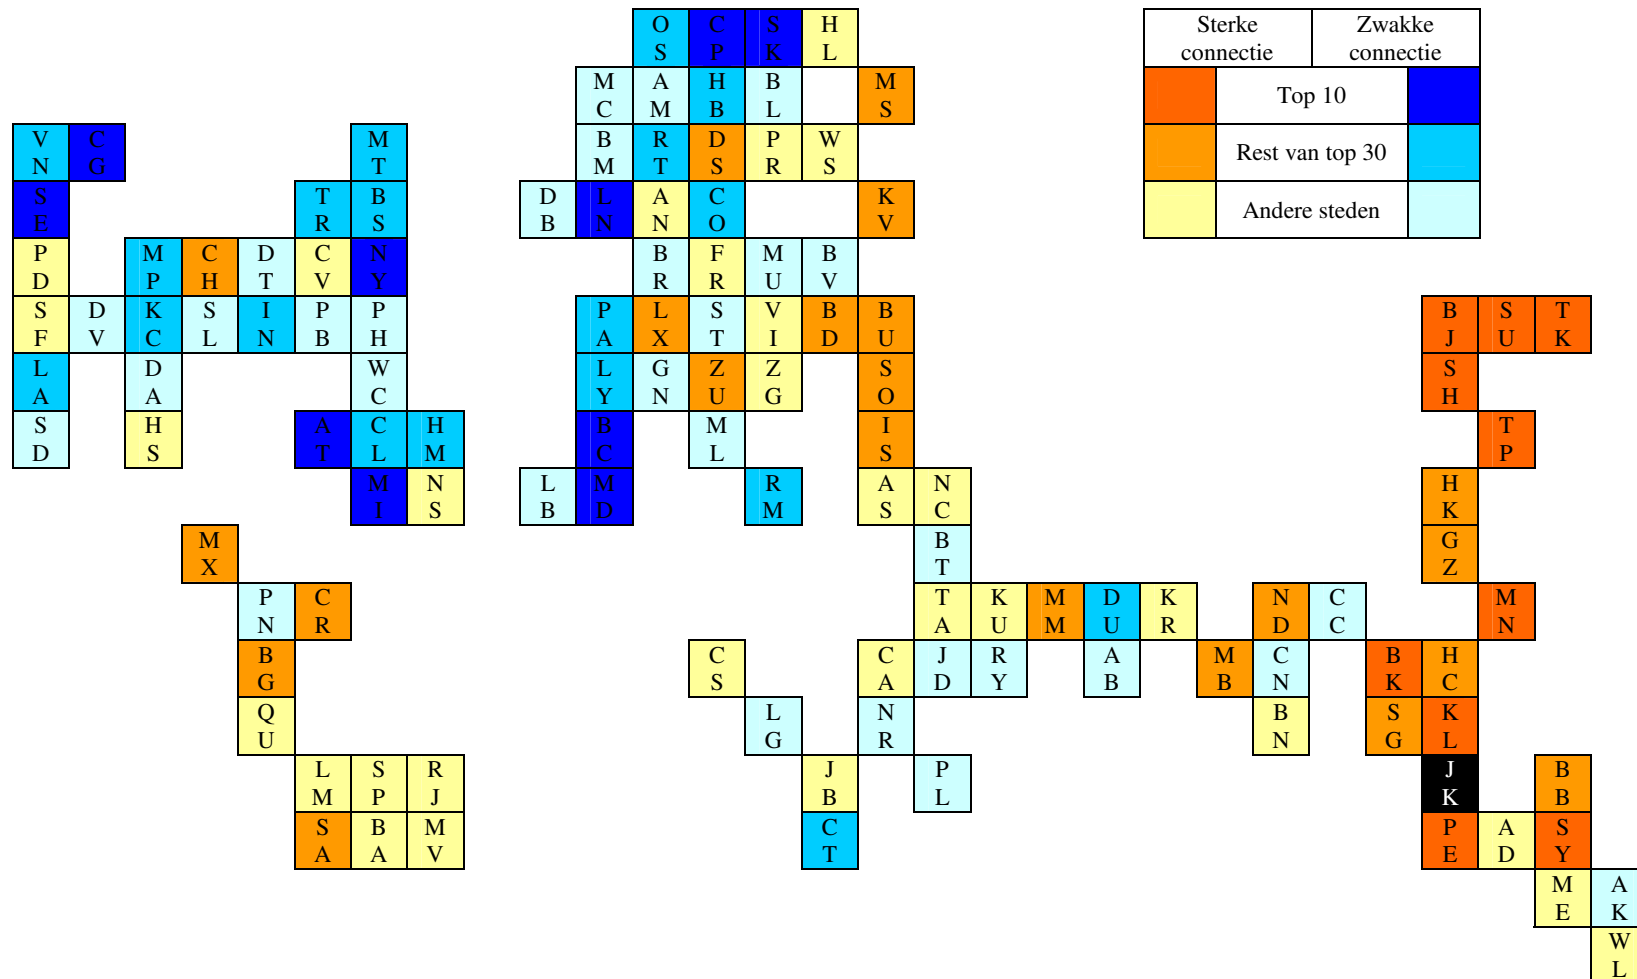 OS CP SK HL Sterke connectie Zwakke connectie
MC AM HB BL MS Top 10
VN CG MT BM RT DS PR WS Rest van top 30
SE TR BS DB LN AN CO KV Andere steden
PD MP CH DT CV NY BR FR MU BV
SF DV KC SL IN PB PH PA LX ST VI BD BU BJ SU TK
LA DA WC LY GN ZU ZG SO SH
SD HS AT CL HM BC ML IS TP
MI NS LB MD RM AS NC HK
MX BT GZ
PN CR TA KU MM DU KR ND CC MN
BG CS CA JD RY AB MB CN BK HC
QU LG NR BN SG KL
LM SP RJ JB PL JK BB
SA BA MV CT PE AD SY
ME AK
WL